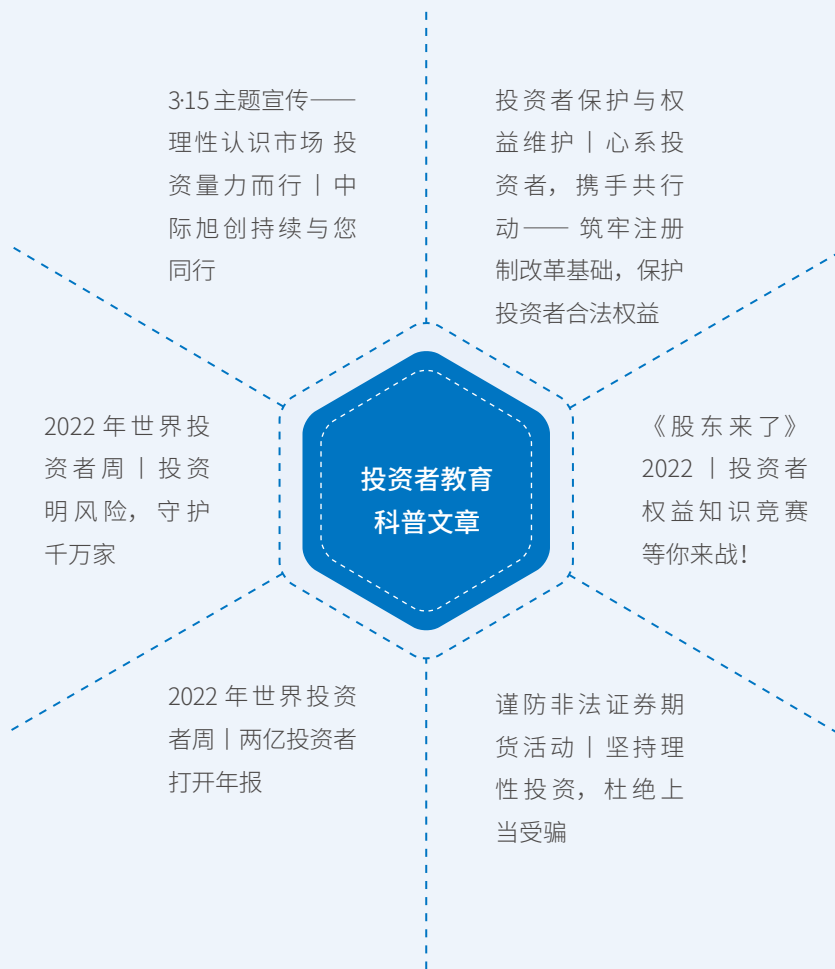 3·15 主题宣传——
理性认识市场 投
资量力而行丨中
际旭创持续与您
同行
投资者保护与权
益维护丨心系投
资者，携手共行
动—— 筑牢注册
制改革基础，保护
投资者合法权益
2022 年世界投
资者周丨投资
明风险，守护
千万家
投资者教育
科普文章
《股东来了》
2022 丨投资者
权益知识竞赛
等你来战！
2022 年世界投资
者周丨两亿投资者
打开年报
谨防非法证券期
货活动丨坚持理
性投资，杜绝上
当受骗